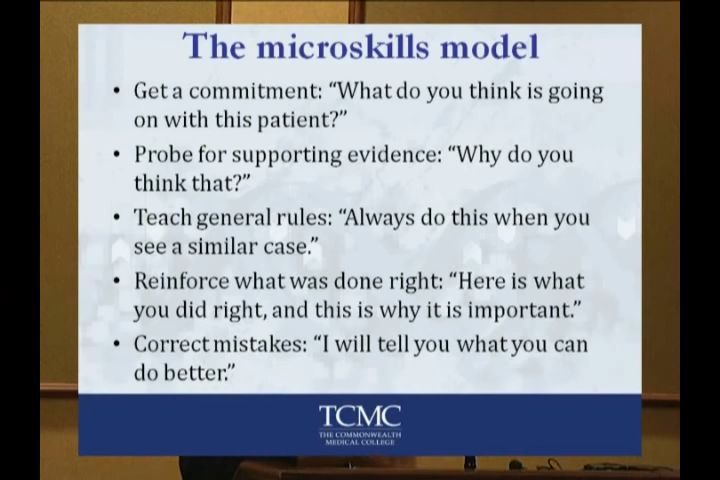 The microskills model
• Get a commitment: “What do you think is going
on with this patient?”
• Probe for supporting evidence: “Why do you
think that?”
• Teach general rules: “Always do this when you
see a similar case.”
• Reinforce what was done right: “Here is what
you did right, and this is why it is important.”
• Correct mistakes: “I will tell you what you can
do better.”
TCMC
THE COMMONWEALTH
MEDICAL COLLEGE